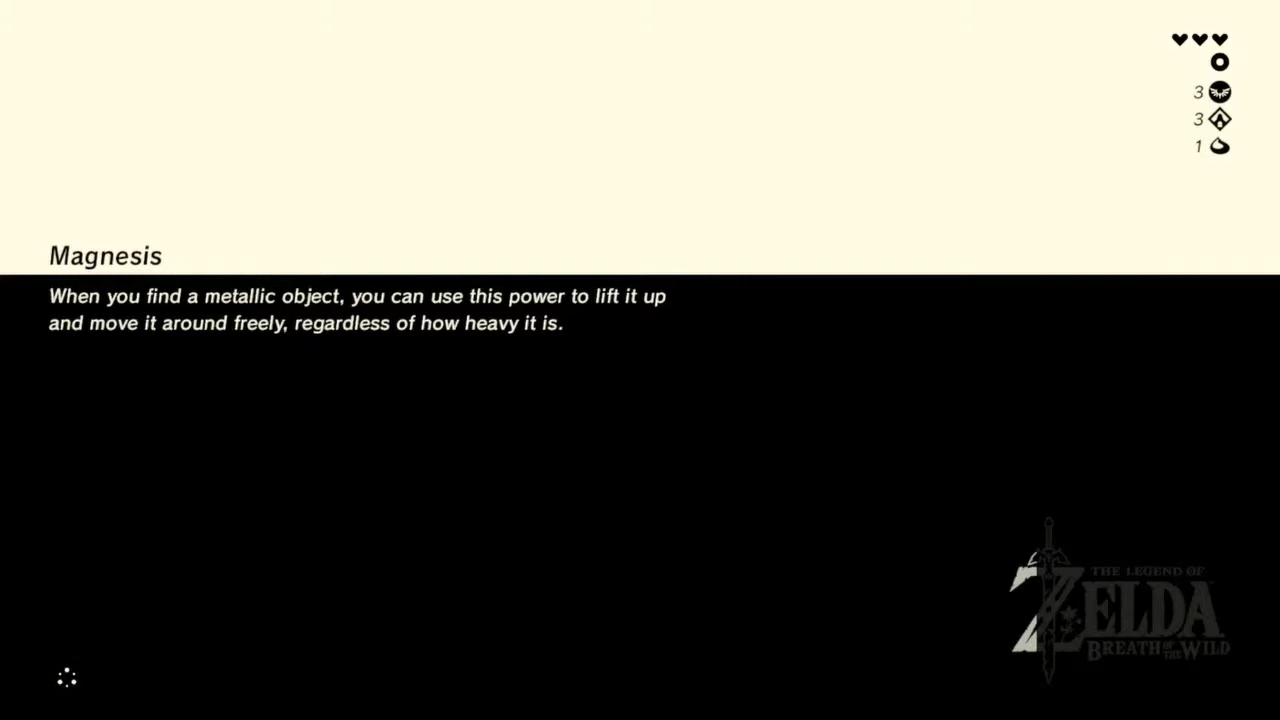 3
3
1
Magnesis
When you find a metallic object, you can use this power to lift it up
and move it around freely, regardless of how heavy it is.
THE LEGEND OF
ZELDA
BREATH OF THE WILD